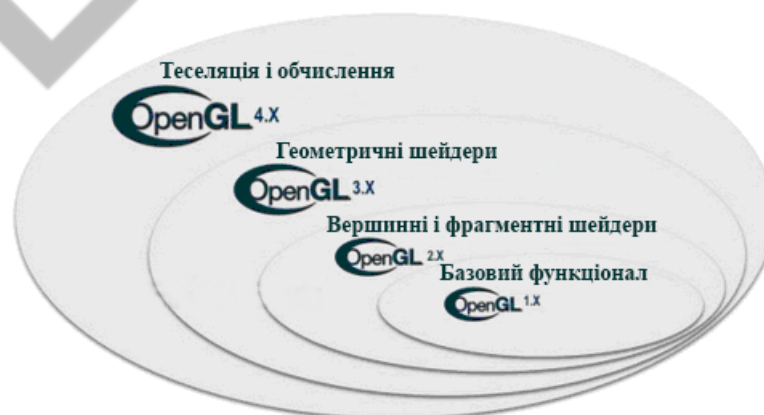 Теселяція і обчислення
OpenGL 4.X
Геометричні шейдери
OpenGL 3.X
Вершинні і фрагментні шейдери
OpenGL 2.X
Базовий функціонал
OpenGL 1.X